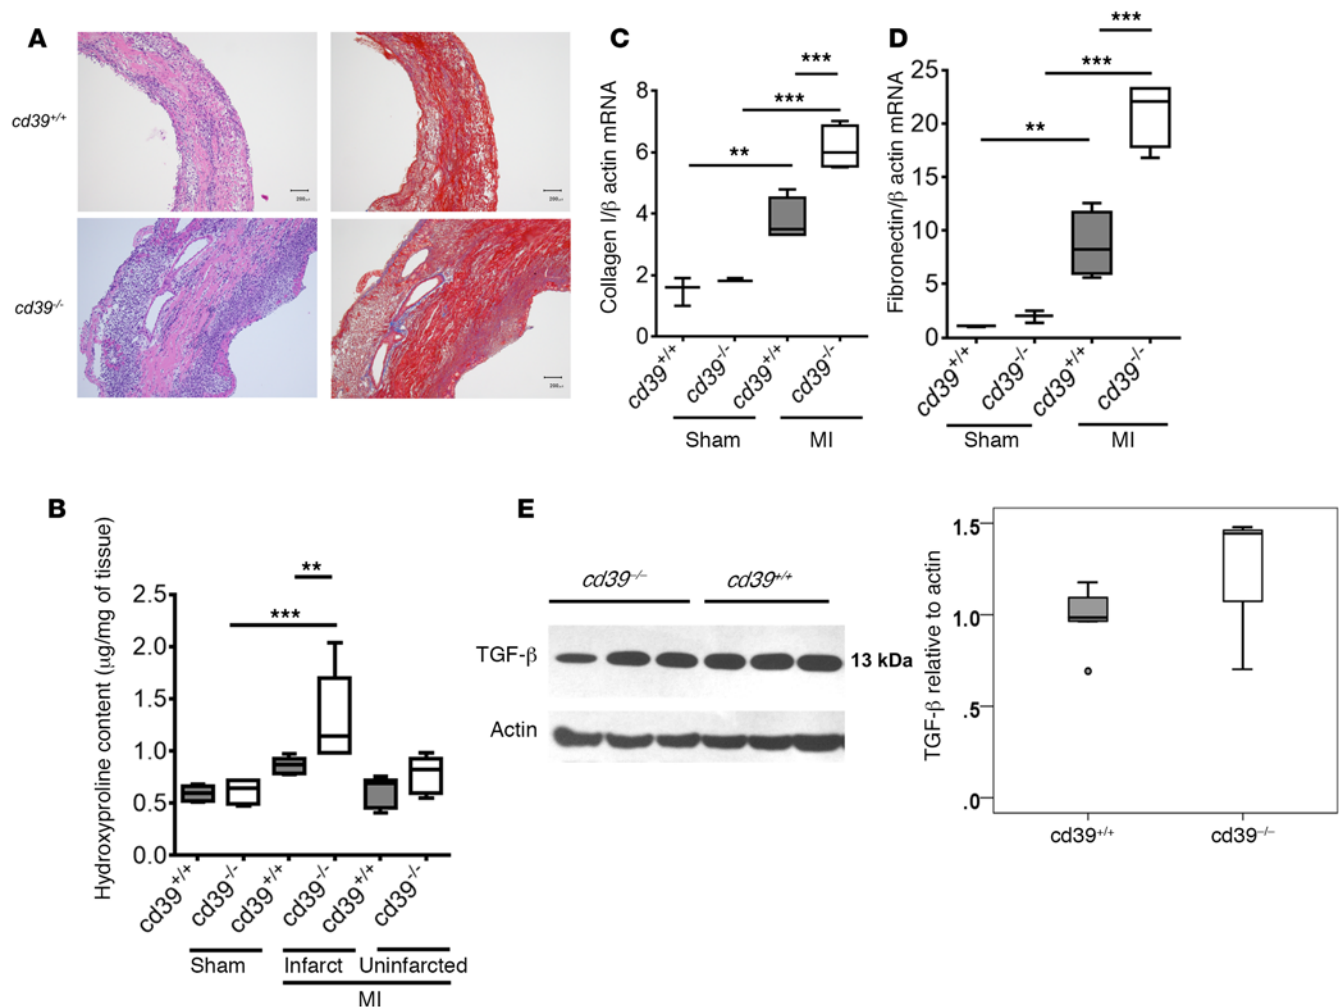 A
cd39+/+
200μ
cd39-/-
200μ
C
Collagen I/β actin mRNA
8
6
4
2
0
**
***
***
cd39+/+
cd39-/-
cd39+/+
cd39-/-
Sham
MI
D
Fibronectin/β actin mRNA
25
20
15
10
5
0
**
***
***
cd39+/+
cd39-/-
cd39+/+
cd39-/-
Sham
MI
B
Hydroxyproline content (μg/mg of tissue)
2.5
2.0
1.5
1.0
0.5
0.0
***
**
cd39+/+
cd39-/-
cd39+/+
cd39-/-
cd39+/+
cd39-/-
Sham
Infarct
Uninfarcted
MI
E
cd39–/–
cd39+/+
TGF-β
13 kDa
Actin
TGF-β relative to actin
1.5
1.0
.5
.0
cd39+/+
cd39–/–